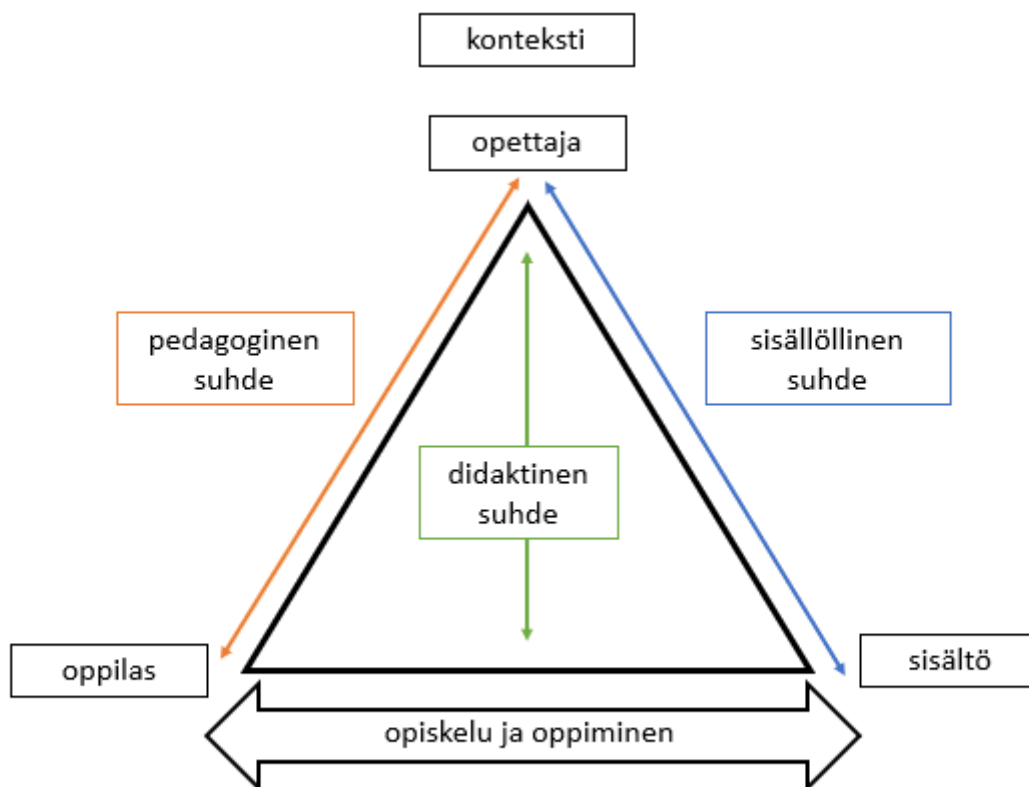 konteksti
opettaja
pedagoginen
suhde
sisällöllinen
suhde
didaktinen
suhde
oppilas
sisältö
opiskelu ja oppiminen